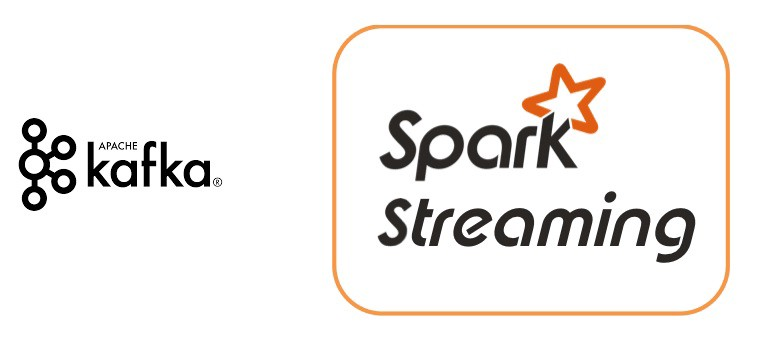 APACHE
kafka®
Spark
Streaming